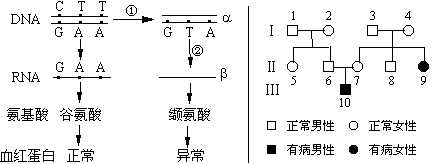 DNA C T T ① α
G A A G T A
②
RNA G A A β
氨基酸 谷氨酸 缬氨酸
血红蛋白 正常 异常
1 2 3 4
I
II
5 6 7 8 9
III
10
正常男性 正常女性
有病男性 有病女性